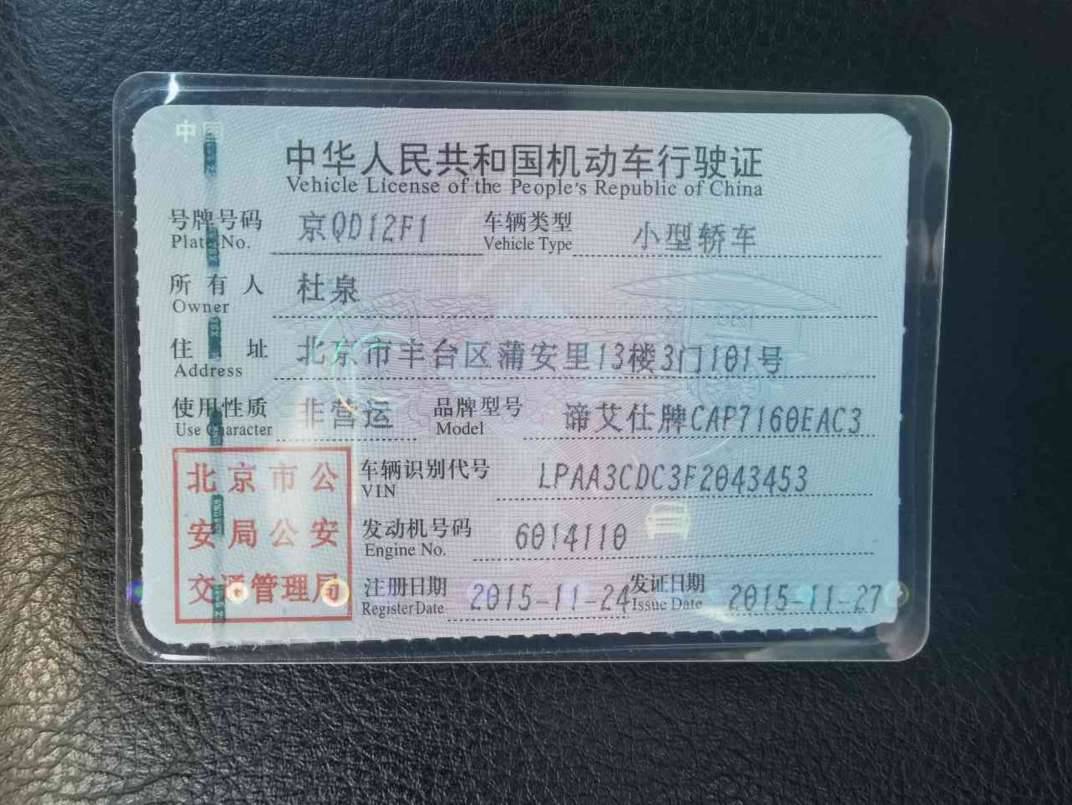 中国
中华人民共和国机动车行驶证
Vehicle License of the People's Republic of China
号牌号码 京QD12F1 车辆类型 小型轿车
Plate No. Vehicle Type
所有人 杜泉
Owner
住址 北京市丰台区蒲安里13楼3门101号
Address
使用性质 非营运 品牌型号 谛艾仕牌CAP7160EAC3
Use Character Model
北京市公
安局公安
交通管理局
车辆识别代号 LPAA3CDC3F2043453
VIN
发动机号码 6014110
Engine No.
注册日期 2015-11-24 发证日期 2015-11-27
Register Date Issue Date